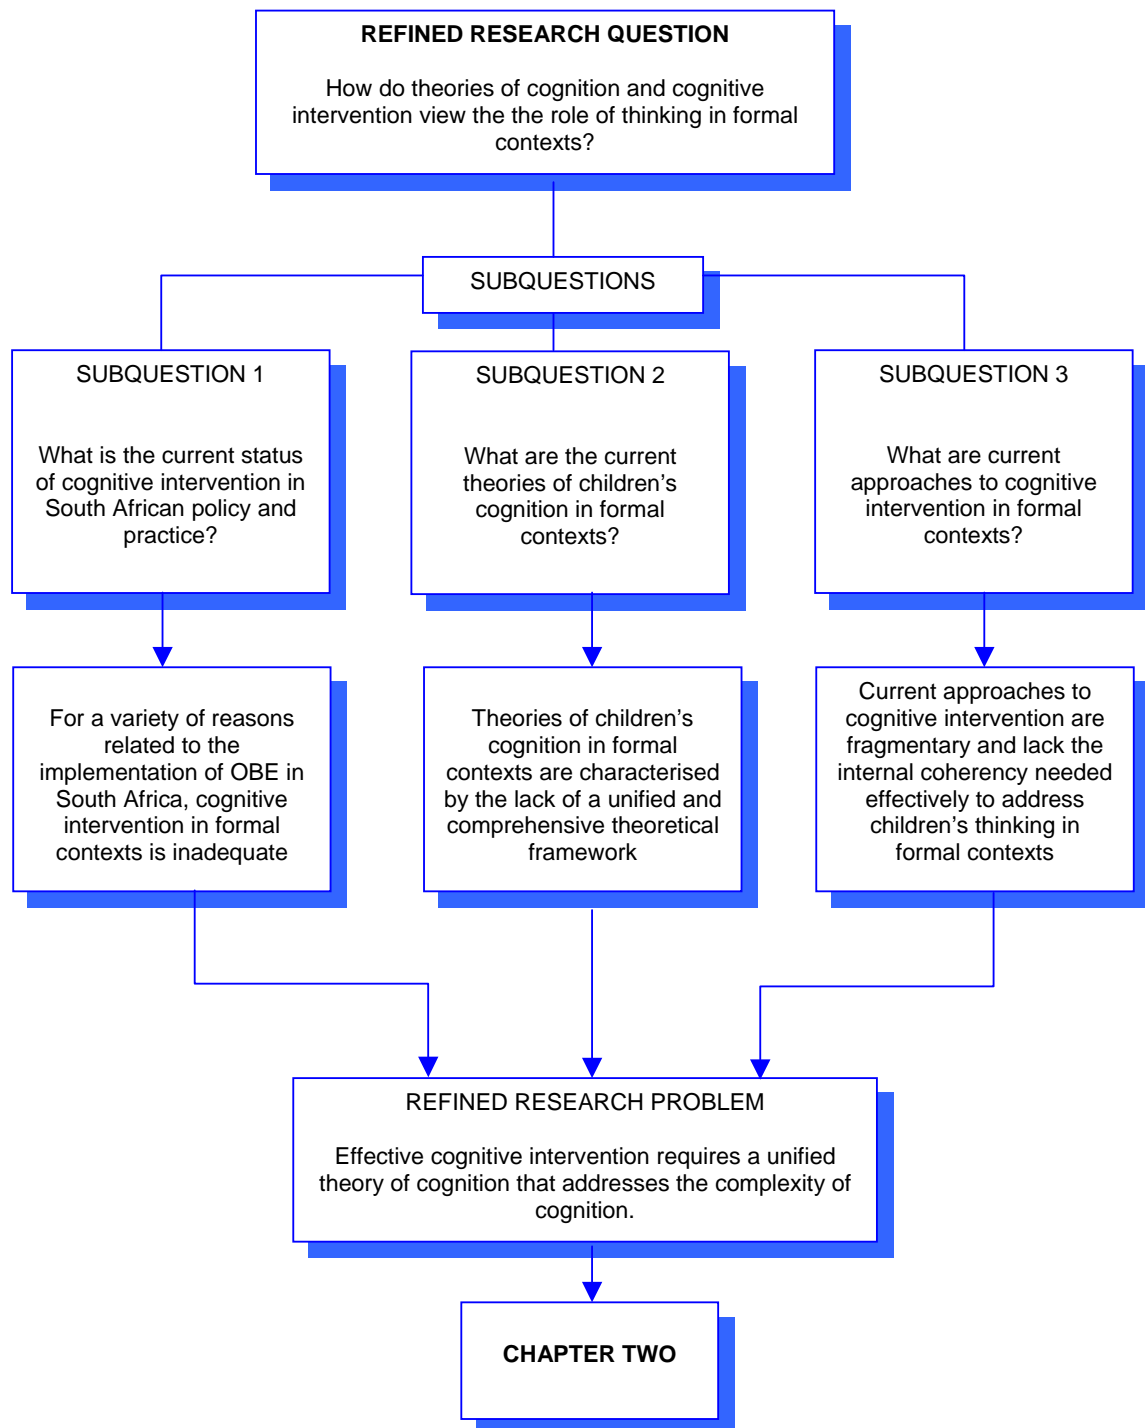 REFINED RESEARCH QUESTION
How do theories of cognition and cognitive
intervention view the the role of thinking in formal
contexts?
SUBQUESTIONS
SUBQUESTION 1
What is the current status
of cognitive intervention in
South African policy and
practice?
SUBQUESTION 2
What are the current
theories of children’s
cognition in formal
contexts?
SUBQUESTION 3
What are current
approaches to cognitive
intervention in formal
contexts?
For a variety of reasons
related to the
implementation of OBE in
South Africa, cognitive
intervention in formal
contexts is inadequate
Theories of children’s
cognition in formal
contexts are characterised
by the lack of a unified and
comprehensive theoretical
framework
Current approaches to
cognitive intervention are
fragmentary and lack the
internal coherency needed
effectively to address
children’s thinking in
formal contexts
REFINED RESEARCH PROBLEM
Effective cognitive intervention requires a unified
theory of cognition that addresses the complexity of
cognition.
CHAPTER TWO